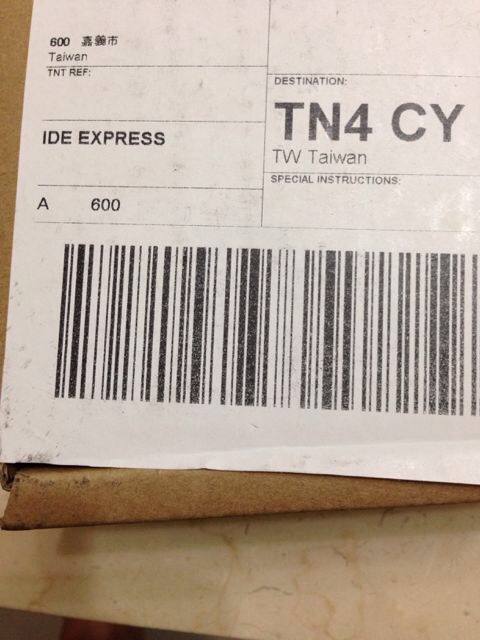 600 嘉義市
Taiwan
TNT REF:
DESTINATION:
TN4 CY
TW Taiwan
IDE EXPRESS
SPECIAL INSTRUCTIONS:
A 600